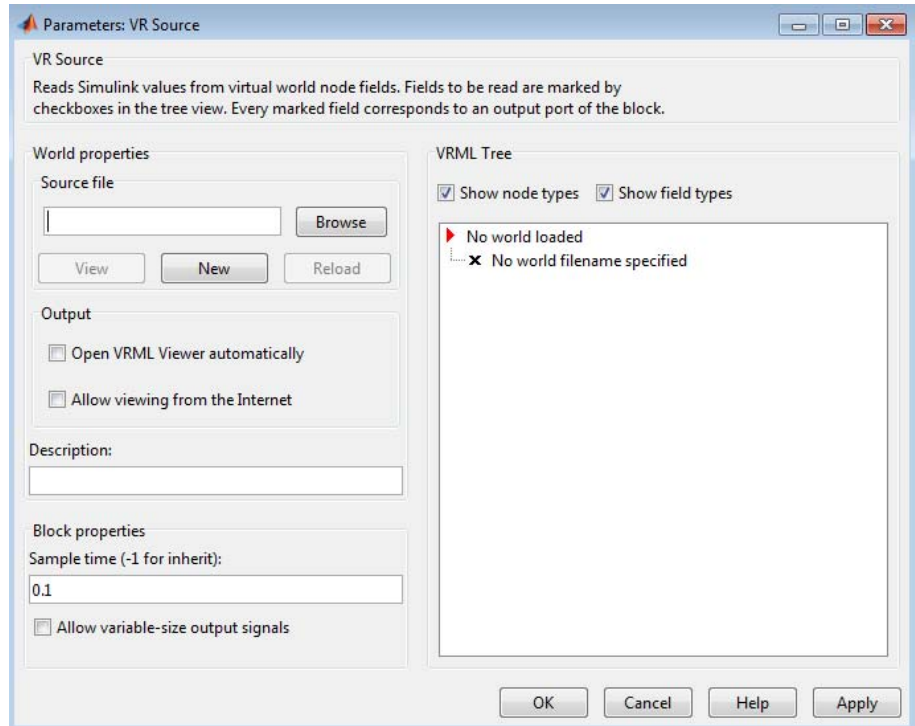 Parameters: VR Source
VR Source
Reads Simulink values from virtual world node fields. Fields to be read are marked by
checkboxes in the tree view. Every marked field corresponds to an output port of the block.
World properties
Source file
Browse
View New Reload
Output
Open VRML Viewer automatically
Allow viewing from the Internet
Description:
Block properties
Sample time (-1 for inherit):
0.1
Allow variable-size output signals
VRML Tree
Show node types Show field types
No world loaded
No world filename specified
OK Cancel Help Apply